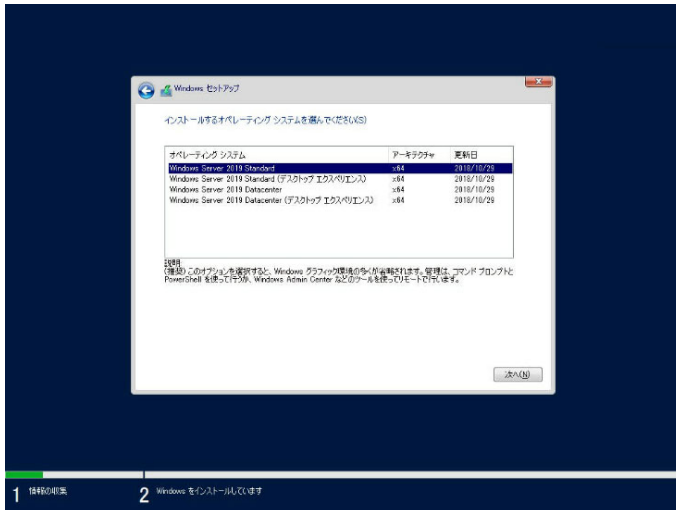 Windows セットアップ
インストールするオペレーティング システムを選んでください(S)
オペレーティング システム アーキテクチャ 更新日
Windows Server 2019 Standard x64 2018/10/29
Windows Server 2019 Standard (デスクトップ エクスペリエンス) x64 2018/10/29
Windows Server 2019 Datacenter x64 2018/10/29
Windows Server 2019 Datacenter (デスクトップ エクスペリエンス) x64 2018/10/29
説明:
(推奨) このオプションを選択すると、Windows グラフィック環境の多くが省略されます。管理は、コマンド プロンプトと
PowerShell を使って行うか、Windows Admin Center などのツールを使ってリモートで行います。
次へ(N)
1 情報の収集 2 Windows をインストールしています